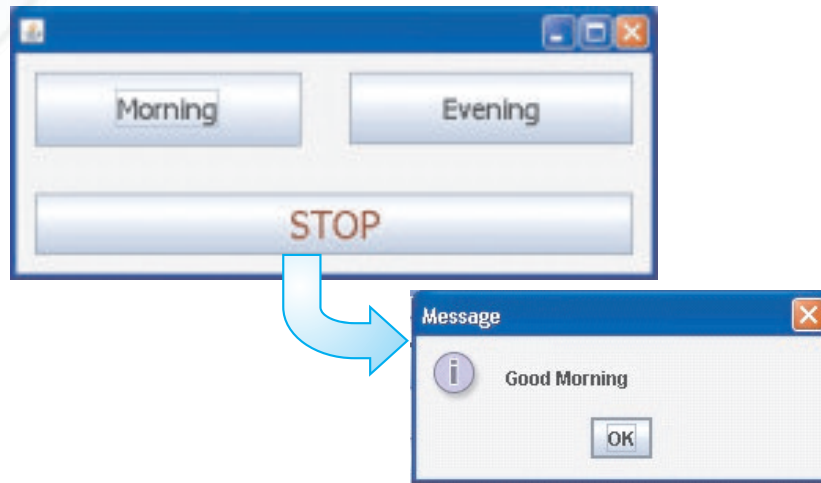 Morning
Evening
STOP
Message
i
Good Morning
OK